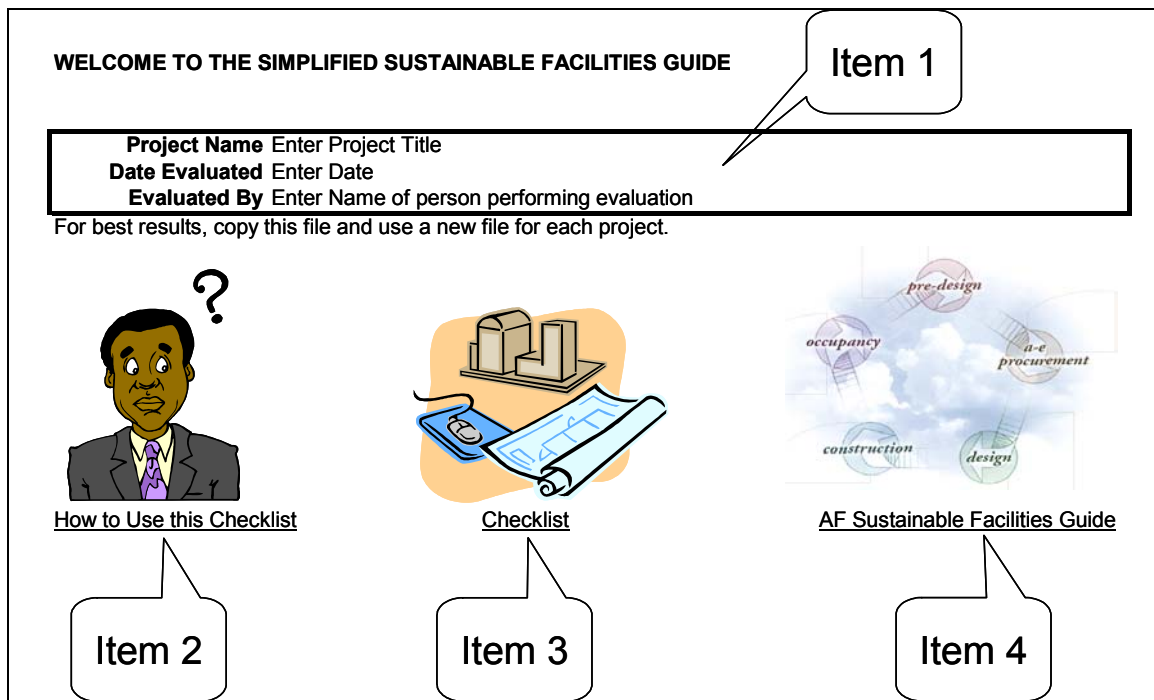 WELCOME TO THE SIMPLIFIED SUSTAINABLE FACILITIES GUIDE
Item 1
Project Name Enter Project Title
Date Evaluated Enter Date
Evaluated By Enter Name of person performing evaluation
For best results, copy this file and use a new file for each project.
?
pre-design
occupancy
a-e
procurement
construction
design
How to Use this Checklist
Checklist
AF Sustainable Facilities Guide
Item 2
Item 3
Item 4